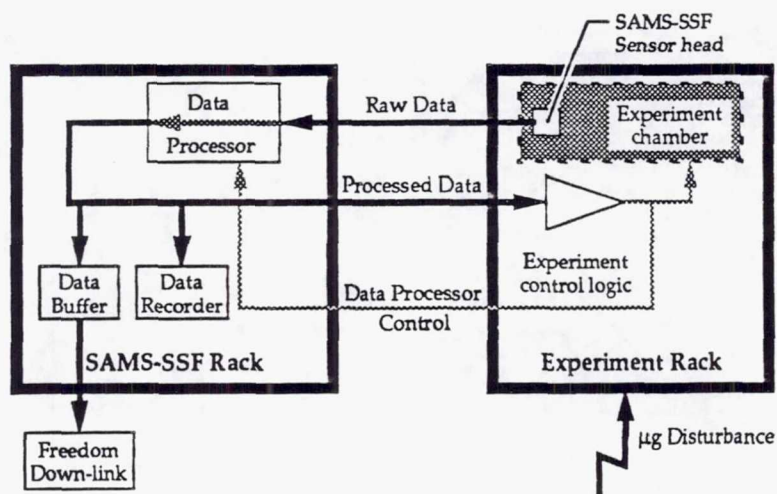 SAMS-SSF
Sensor head
Data
Processor
Raw Data
Experiment
chamber
Processed Data
Data
Buffer
Data
Recorder
Experiment
control logic
Data Processor
Control
SAMS-SSF Rack
Experiment Rack
Freedom
Down-link
µg Disturbance